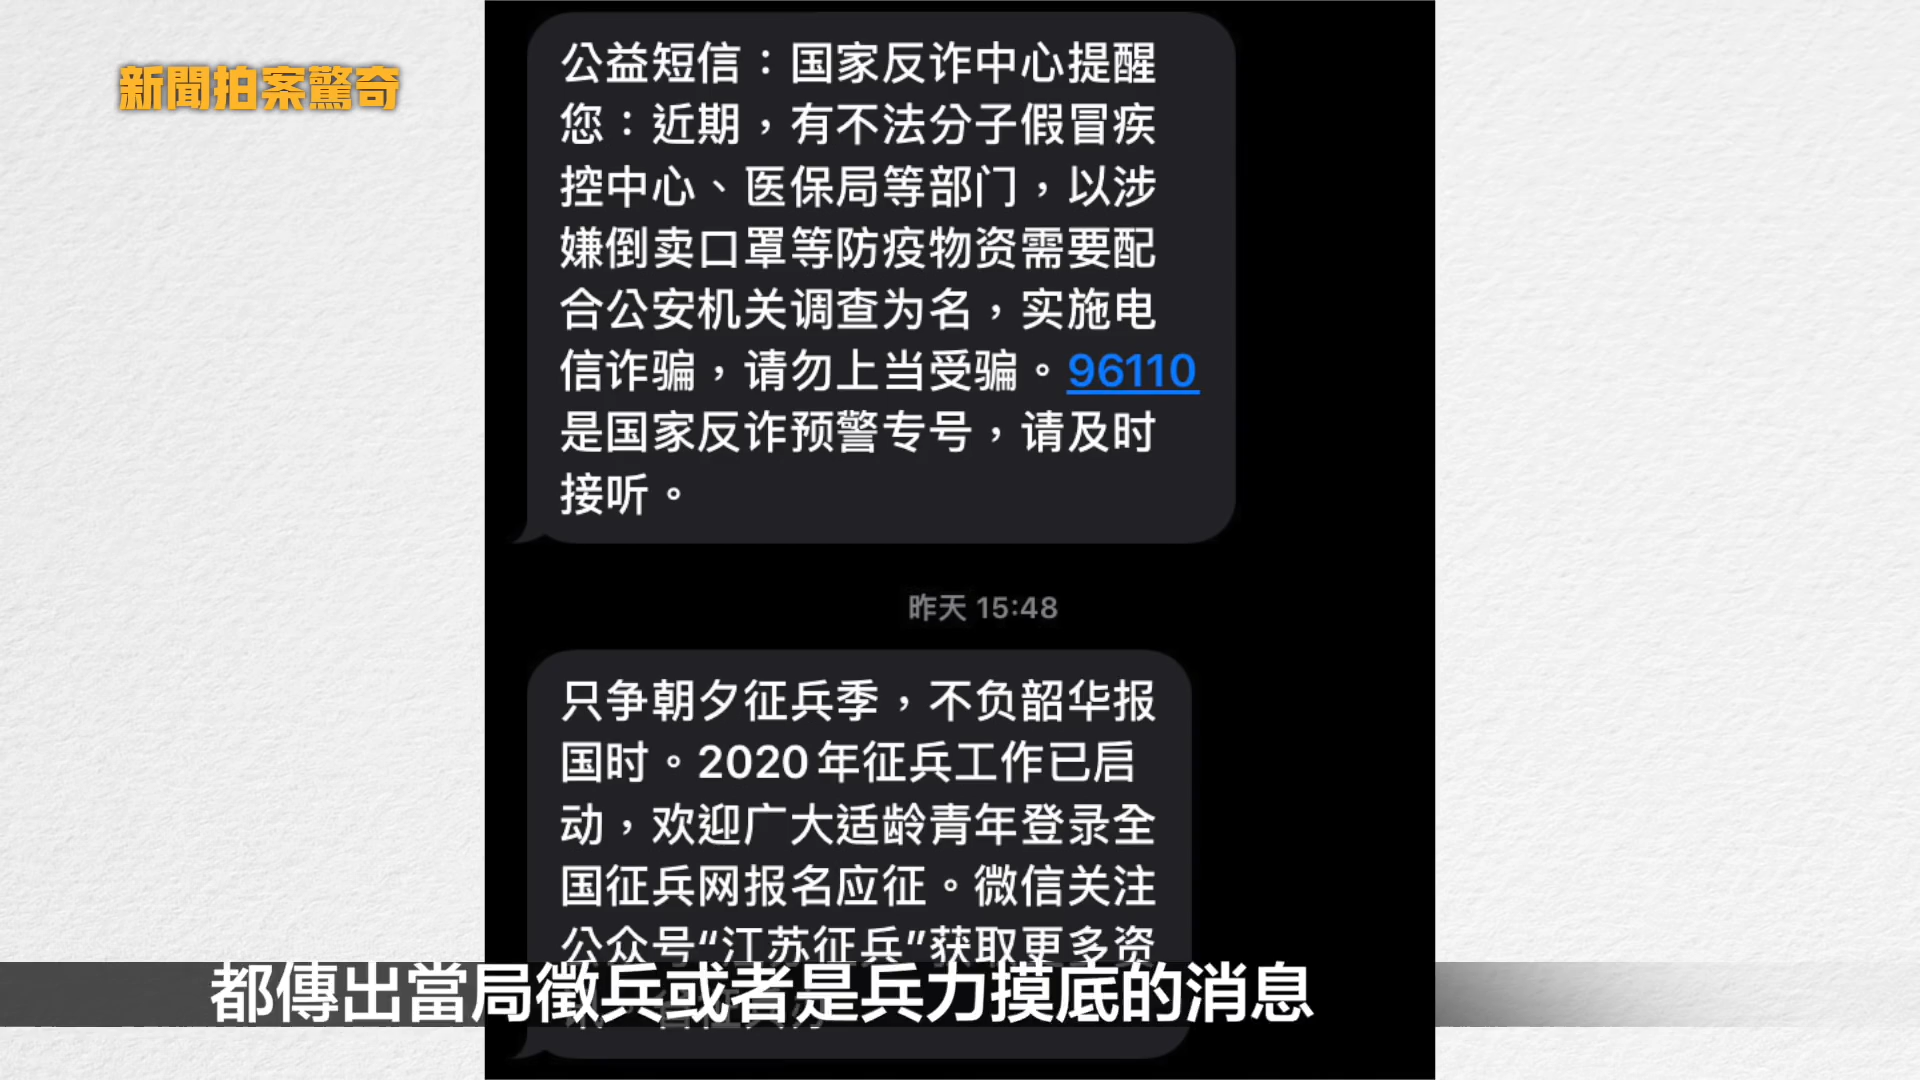 新聞拍案驚奇
公益短信：国家反诈中心提醒
您：近期，有不法分子假冒疾
控中心、医保局等部门，以涉
嫌倒卖口罩等防疫物资需要配
合公安机关调查为名，实施电
信诈骗，请勿上当受骗。96110
是国家反诈预警专号，请及时
接听。
昨天 15:48
只争朝夕征兵季，不负韶华报
国时。2020年征兵工作已启
动，欢迎广大适龄青年登录全
国征兵网报名应征。微信关注
公众号“江苏征兵”获取更多资
都傳出當局徵兵或者是兵力摸底的消息